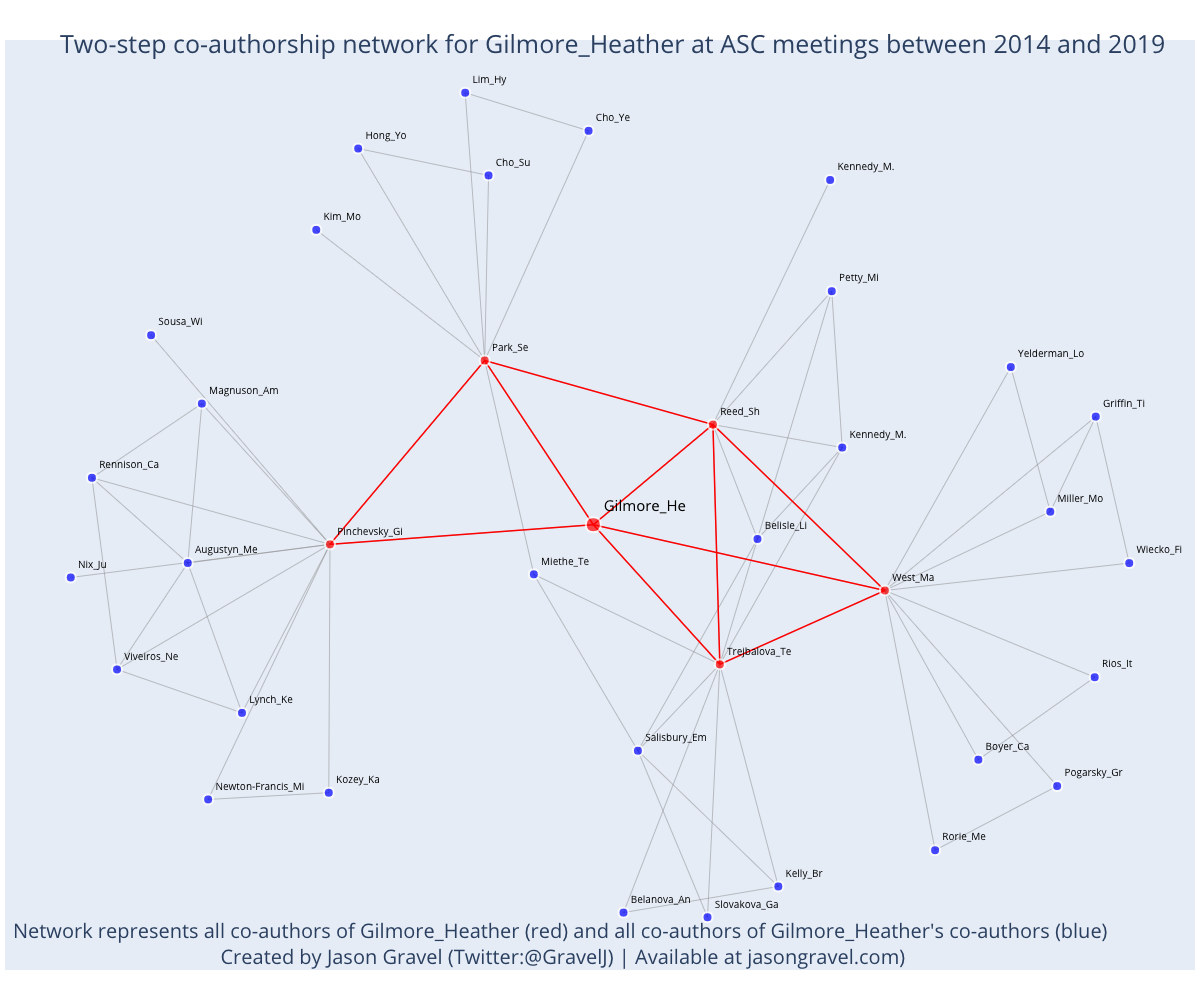 Two-step co-authorship network for Gilmore_Heather at ASC meetings between 2014 and 2019
Lim_Hy
Cho_Ye
Hong_Yo
Cho_Su
Kennedy_M.
Kim_Mo
Petty_Mi
Sousa_Wi
Park_Se
Yelderman_Lo
Magnuson_Am
Griffin_Ti
Reed_Sh
Kennedy_M.
Rennison_Ca
Miller_Mo
Gilmore_He
Belisle_Li
Pinchevsky_Gi
Augustyn_Me
Wiecko_Fi
Nix_Ju
Miethe_Te
West_Ma
Trejbalova_Te
Viveiros_Ne
Rios_It
Lynch_Ke
Salisbury_Em
Boyer_Ca
Pogarsky_Gr
Newton-Francis_Mi
Kozey_Ka
Rorie_Me
Kelly_Br
Belanova_An
Slovakova_Ga
Network represents all co-authors of Gilmore_Heather (red) and all co-authors of Gilmore_Heather's co-authors (blue)
Created by Jason Gravel (Twitter:@GravelJ) | Available at jasongravel.com)